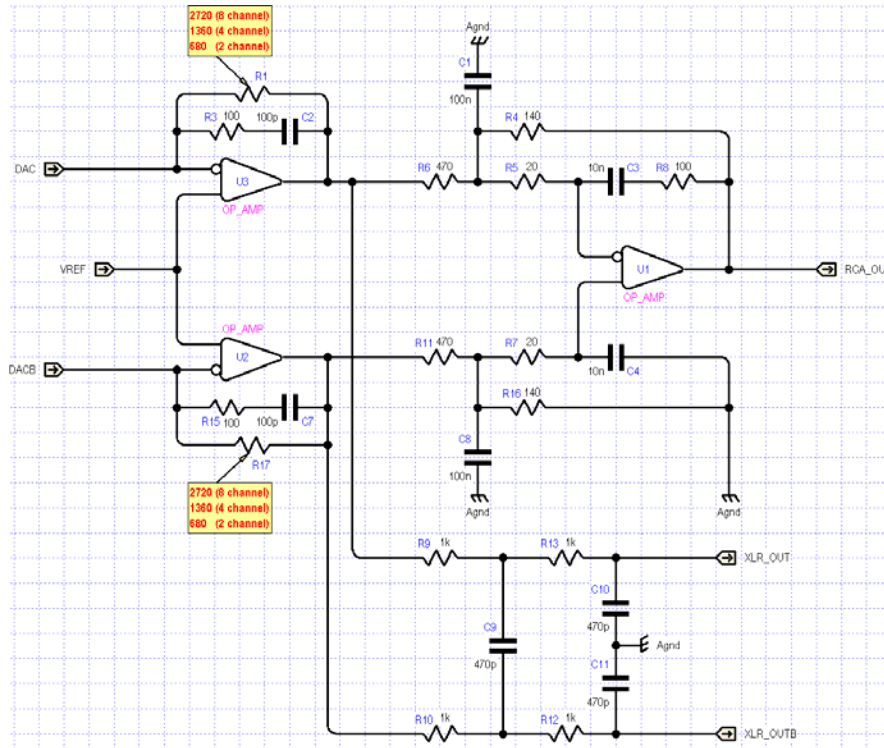 2720 (8 channel)
1360 (4 channel)
680 (2 channel)
Agnd
R1
C1
100n
R3 100
100p C2
R4 140
DAC
U3
OP_AMP
R6 470
R5 20
10n C3
R8 100
VREF
U1
OP_AMP
RCA_OU
OP_AMP
U2
DACB
R11 470
R7 20
10n C4
R15 100
100p C7
R16 140
R17
C8
100n
2720 (8 channel)
1360 (4 channel)
680 (2 channel)
Agnd
Agnd
R9 1k
R13 1k
XLR_OUT
C10
470p
C9
470p
Agnd
C11
470p
R10 1k
R12 1k
XLR_OUTB